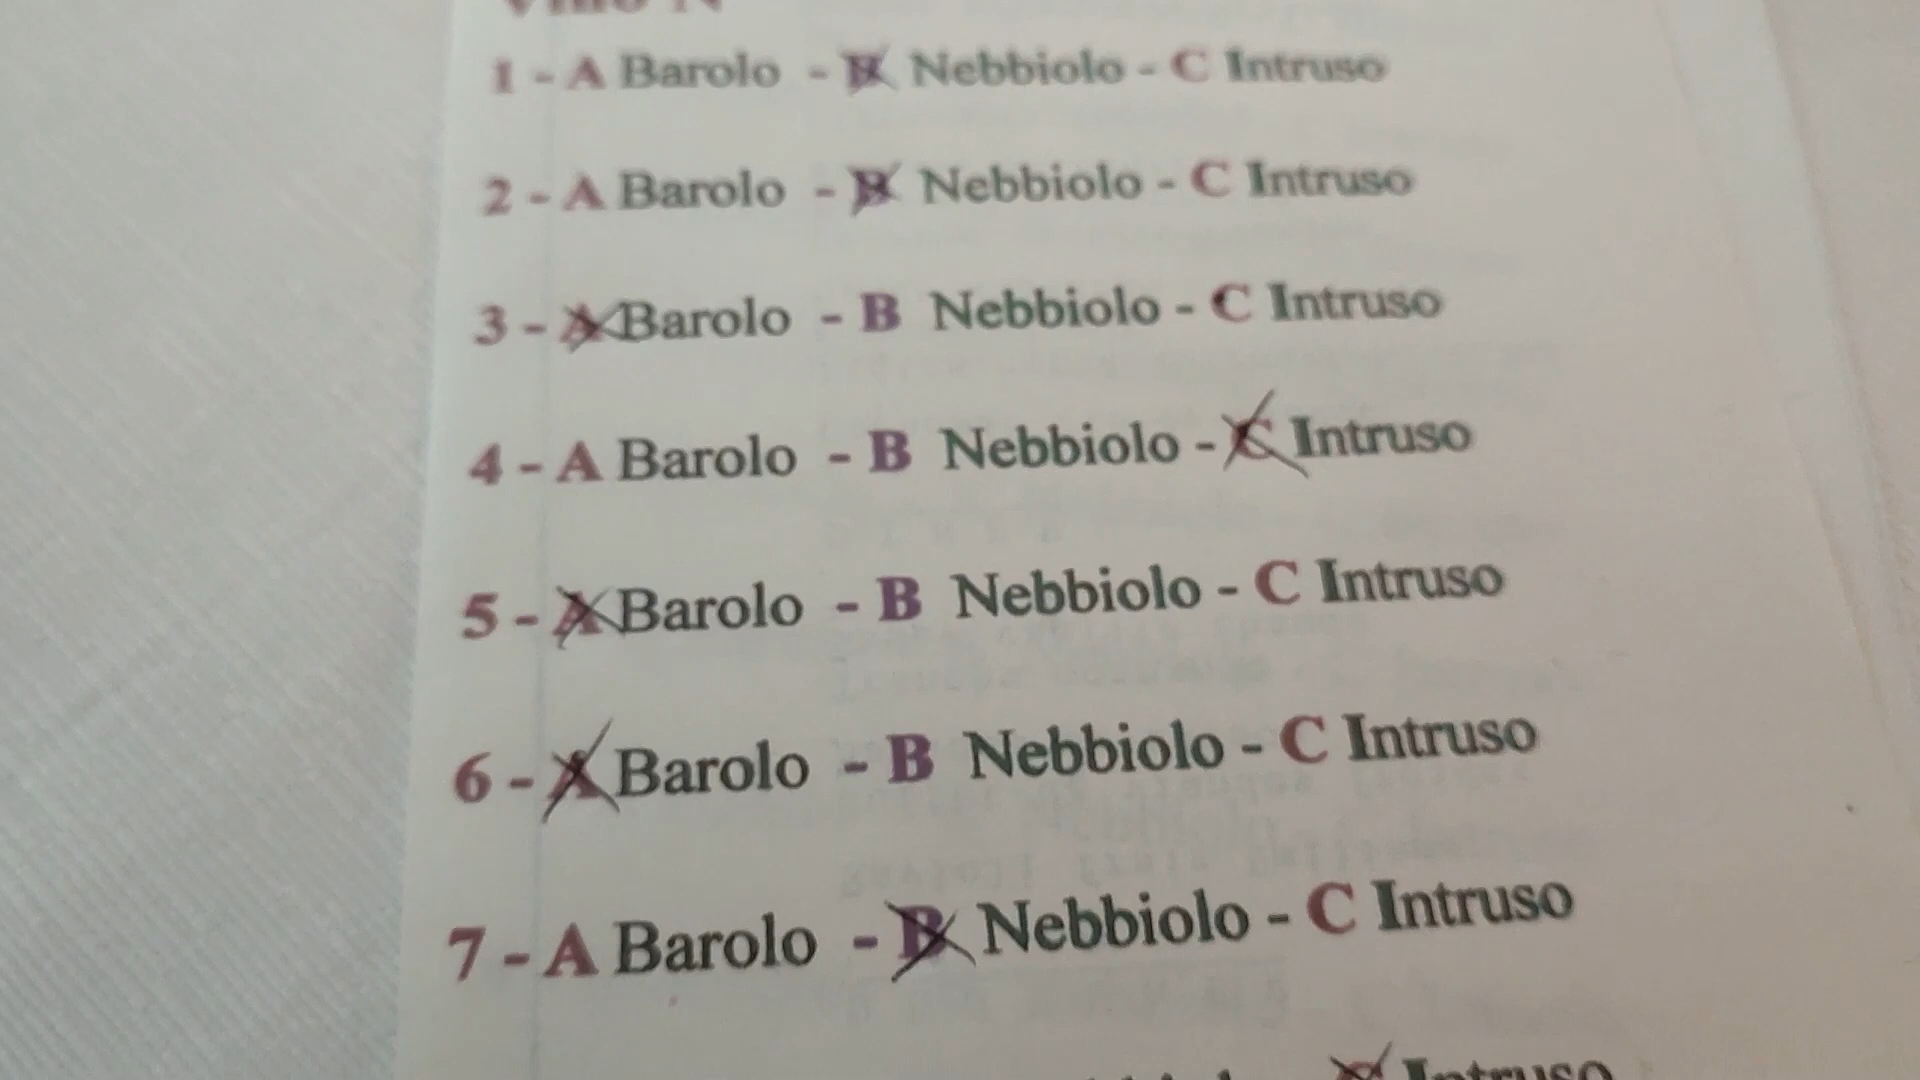 1 - A Barolo - B Nebbiolo - C Intruso
2 - A Barolo - B Nebbiolo - C Intruso
3 - A Barolo - B Nebbiolo - C Intruso
4 - A Barolo - B Nebbiolo - C Intruso
5 - A Barolo - B Nebbiolo - C Intruso
6 - A Barolo - B Nebbiolo - C Intruso
7 - A Barolo - B Nebbiolo - C Intruso
Intruso